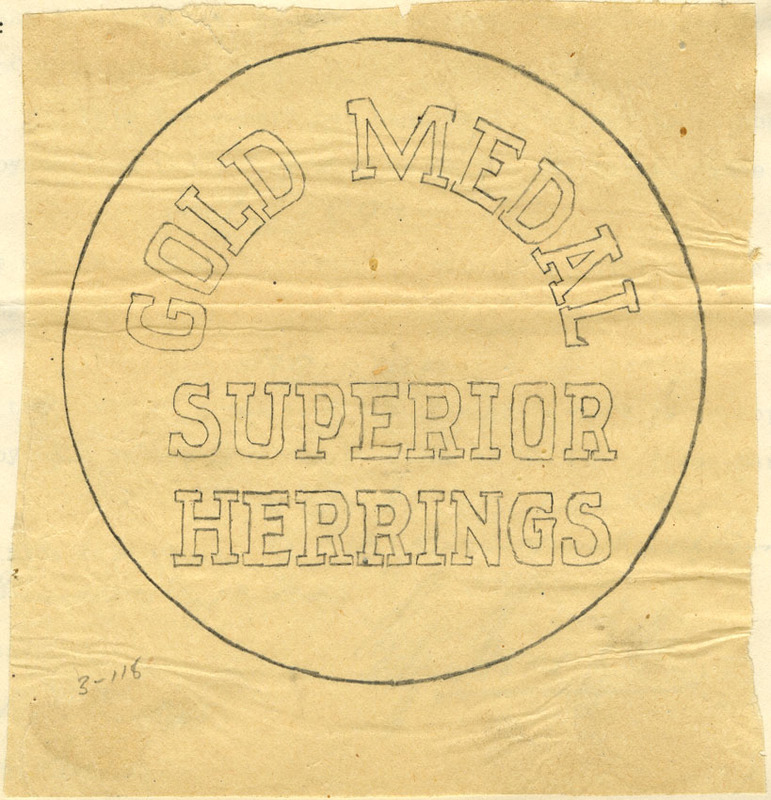 GOLD MEDAL
SUPERIOR
HERRINGS
3-118